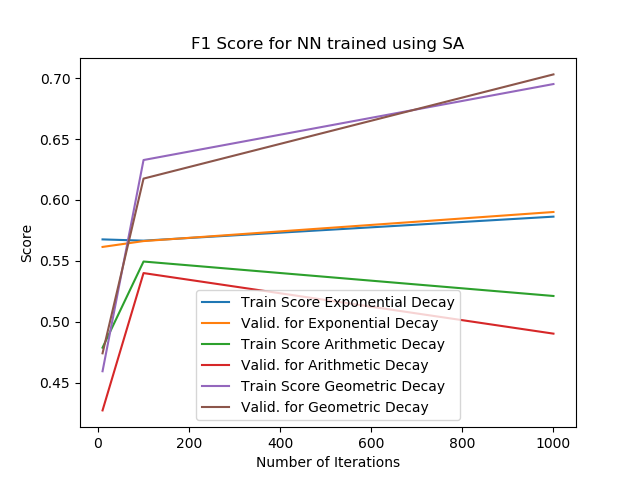 F1 Score for NN trained using SA
Score
0.70
0.65
0.60
0.55
0.50
0.45
Train Score Exponential Decay
Valid. for Exponential Decay
Train Score Arithmetic Decay
Valid. for Arithmetic Decay
Train Score Geometric Decay
Valid. for Geometric Decay
0 200 400 600 800 1000
Number of Iterations